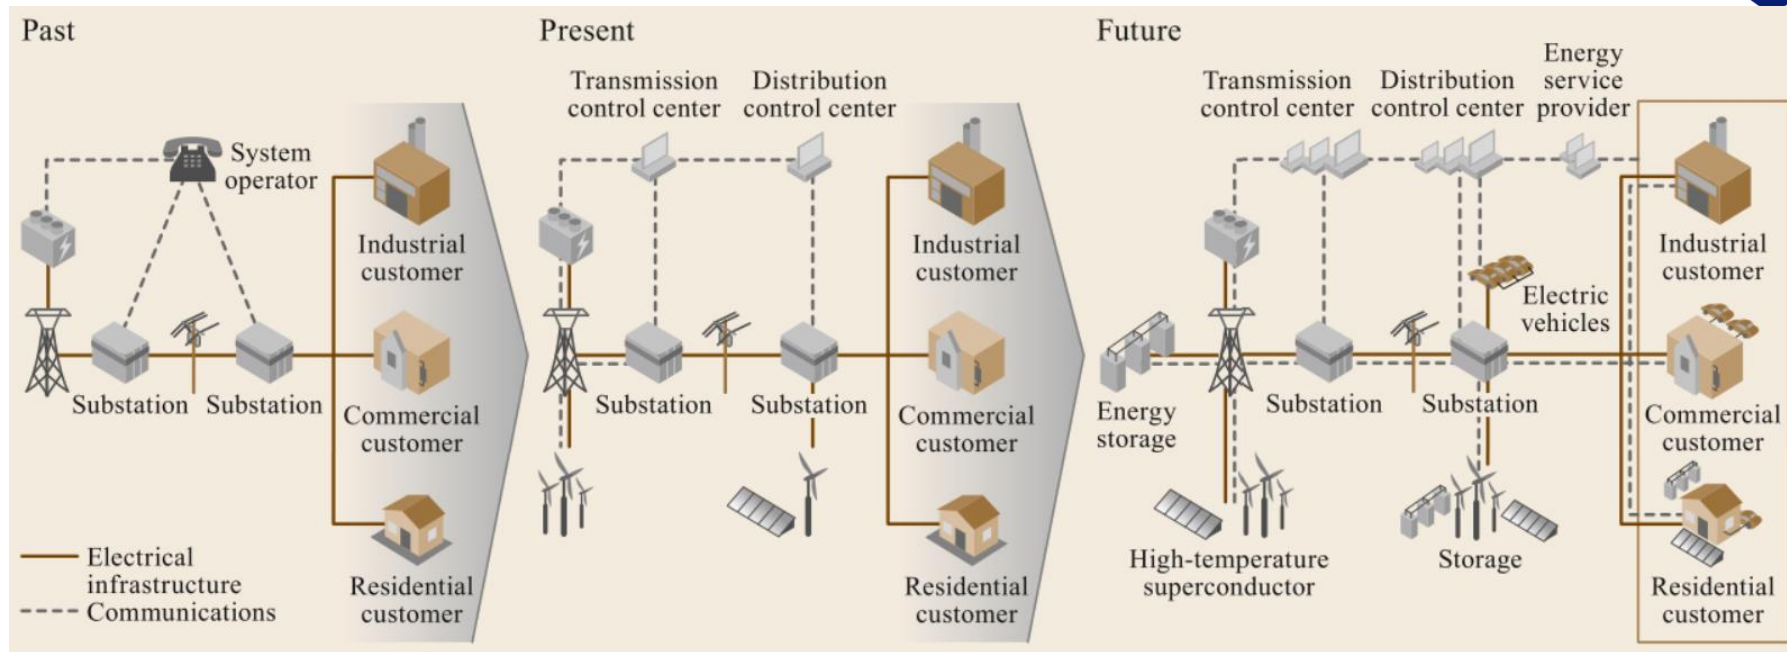 Past
System
operator
Industrial
customer
Substation
Substation
Commercial
customer
Residential
customer
Electrical
infrastructure
Communications
Present
Transmission
control center
Distribution
control center
Industrial
customer
Substation
Substation
Commercial
customer
Residential
customer
Future
Transmission
control center
Distribution
control center
Energy
service
provider
Industrial
customer
Electric
vehicles
Energy
storage
Substation
Substation
Commercial
customer
High-temperature
superconductor
Storage
Residential
customer